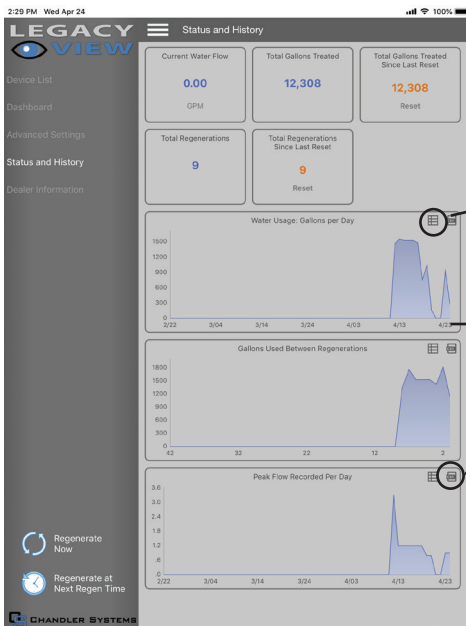 2:29 PM Wed Apr 24
100%
LEGACY
VIEW
Device List
Dashboard
Advanced Settings
Status and History
Dealer Information
Regenerate
Now
Regenerate at
Next Regen Time
CHANDLER SYSTEMS
Status and History
Current Water Flow
0.00
GPM
Total Gallons Treated
12,308
Total Gallons Treated
Since Last Reset
12,308
Reset
Total Regenerations
9
Total Regenerations
Since Last Reset
9
Reset
Water Usage: Gallons per Day
1500
1200
900
600
300
0
2/22 3/04 3/14 3/24 4/03 4/13 4/23
Gallons Used Between Regenerations
1800
1500
1200
900
600
300
0
42 32 22 12 2
Peak Flow Recorded Per Day
3.6
3.0
2.4
1.8
1.2
.6
.0
2/22 3/04 3/14 3/24 4/03 4/13 4/23